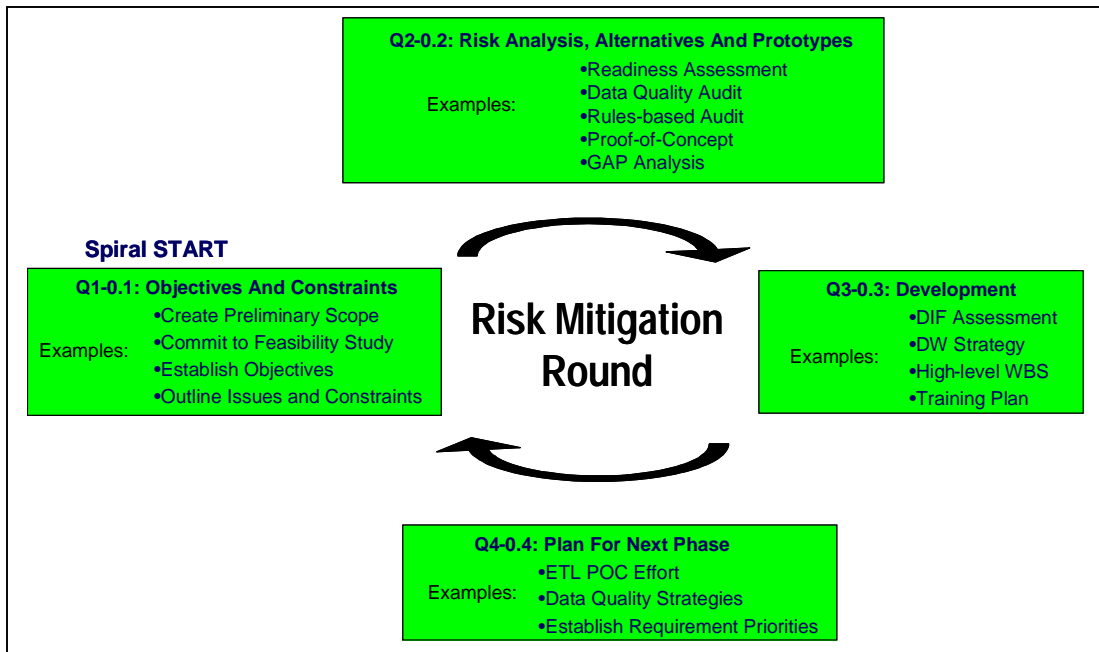 Q2-0.2: Risk Analysis, Alternatives And Prototypes
Examples:
•Readiness Assessment
•Data Quality Audit
•Rules-based Audit
•Proof-of-Concept
•GAP Analysis
Spiral START
Q1-0.1: Objectives And Constraints
Examples:
•Create Preliminary Scope
•Commit to Feasibility Study
•Establish Objectives
•Outline Issues and Constraints
Risk Mitigation
Round
Q3-0.3: Development
Examples:
•DIF Assessment
•DW Strategy
•High-level WBS
•Training Plan
Q4-0.4: Plan For Next Phase
Examples:
•ETL POC Effort
•Data Quality Strategies
•Establish Requirement Priorities